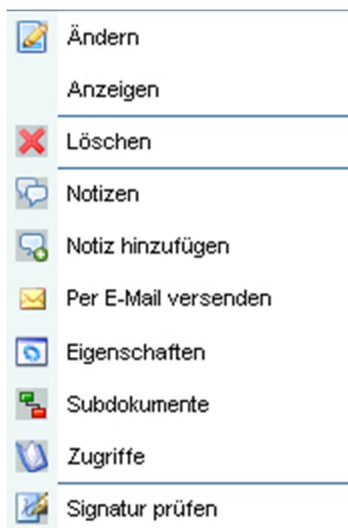 Ändern
Anzeigen
Löschen
Notizen
Notiz hinzufügen
Per E-Mail versenden
Eigenschaften
Subdokumente
Zugriffe
Signatur prüfen